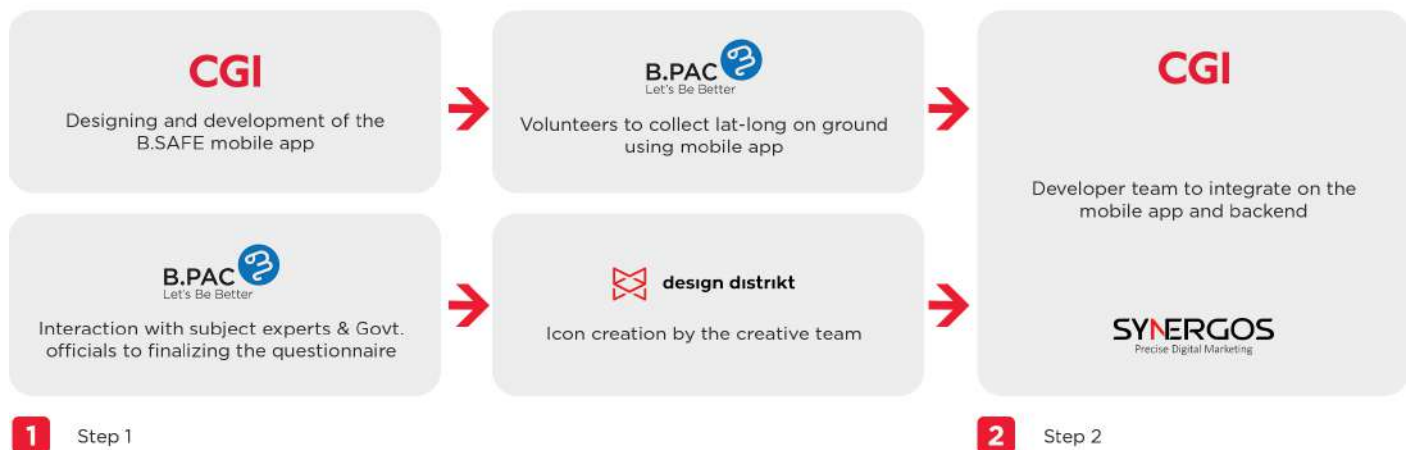 CGI
Designing and development of the
B.SAFE mobile app
B.PAC
Let's Be Better
Volunteers to collect lat-long on ground
using mobile app
CGI
Developer team to integrate on the
mobile app and backend
SYNERGOS
Precise Digital Marketing
B.PAC
Let's Be Better
Interaction with subject experts & Govt.
officials to finalizing the questionnaire
design distrikt
Icon creation by the creative team
1 Step 1
2 Step 2